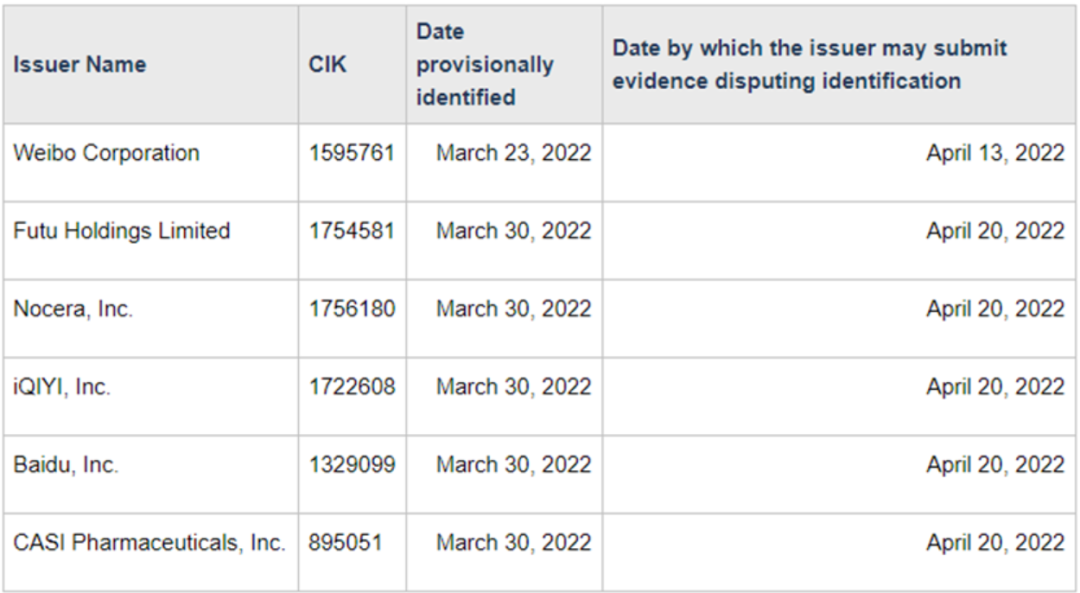 Issuer Name CIK Date provisionally identified Date by which the issuer may submit evidence disputing identification
Weibo Corporation 1595761 March 23, 2022 April 13, 2022
Futu Holdings Limited 1754581 March 30, 2022 April 20, 2022
Nocera, Inc. 1756180 March 30, 2022 April 20, 2022
iQIYI, Inc. 1722608 March 30, 2022 April 20, 2022
Baidu, Inc. 1329099 March 30, 2022 April 20, 2022
CASI Pharmaceuticals, Inc. 895051 March 30, 2022 April 20, 2022